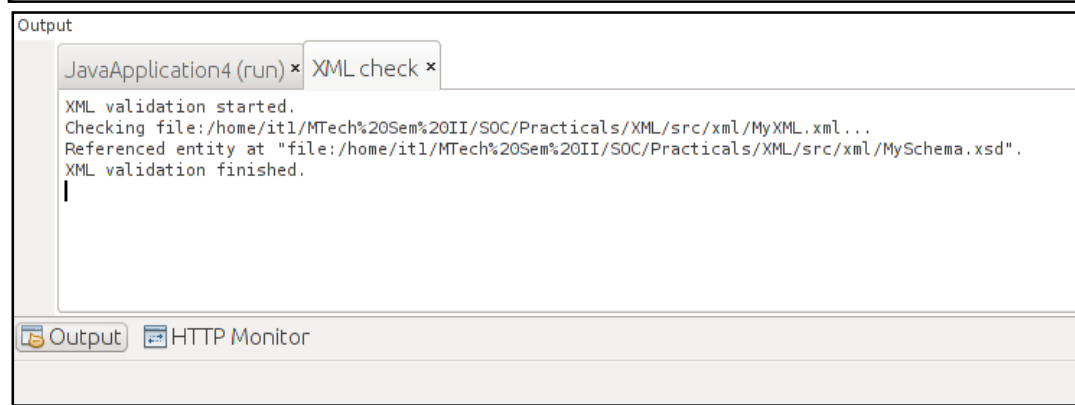 Output
JavaApplication4 (run) × XML check ×
XML validation started.
Checking file:/home/it1/MTech%20Sem%20II/SOC/Practicals/XML/src/xml/MyXML.xml...
Referenced entity at "file:/home/it1/MTech%20Sem%20II/SOC/Practicals/XML/src/xml/MySchema.xsd".
XML validation finished.
Output HTTP Monitor